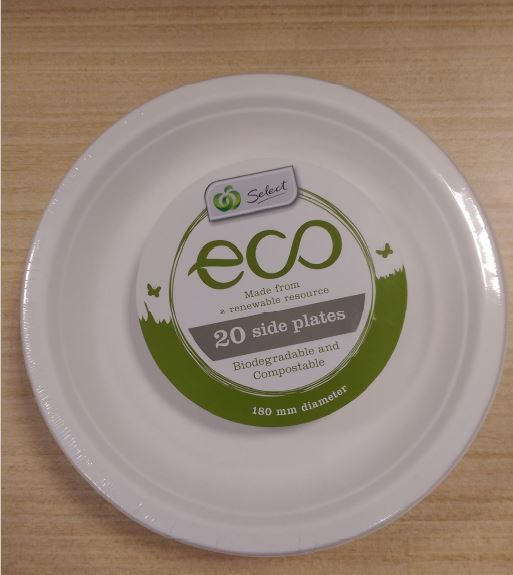 Select
eco
Made from
a renewable resource
20 side plates
Biodegradable and
Compostable
180 mm diameter